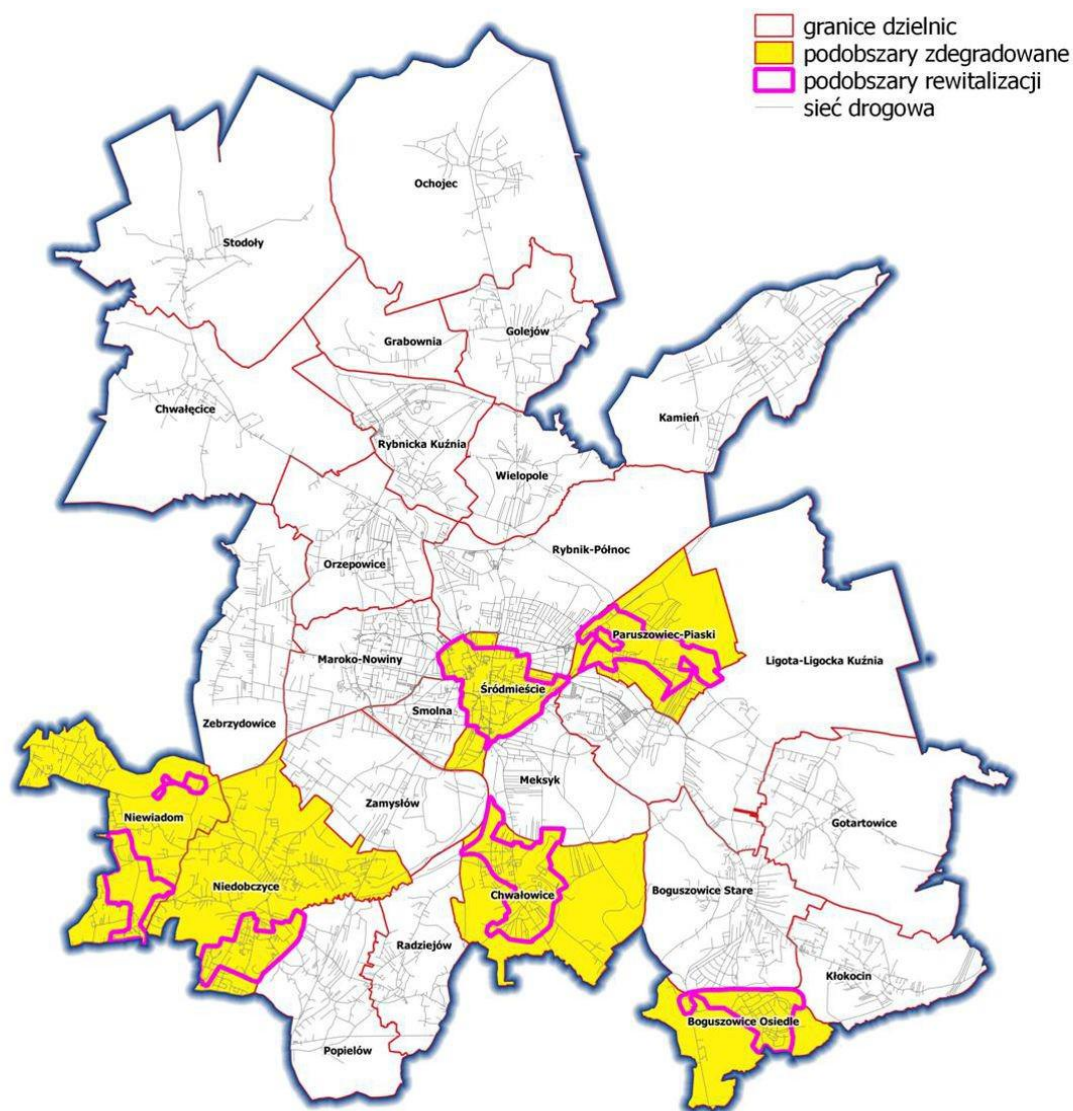 granice dzielnic
podobszary zdegradowane
podobszary rewitalizacji
sieć drogowa
Ochojec
Stodoły
Golejów
Grabownia
Chwałęcice
Kamień
Rybnicka Kuźnia
Wielopole
Rybnik-Północ
Orzepowice
Paruszowiec-Piaski
Maroko-Nowiny
Ligota-Ligocka Kuźnia
Śródmieście
Smolna
Zebrzydowice
Meksyk
Zamysłów
Niewiadom
Gotartowice
Niedobczyce
Boguszowice Stare
Chwałowice
Radziejów
Kłokocin
Boguszowice Osiedle
Popielów